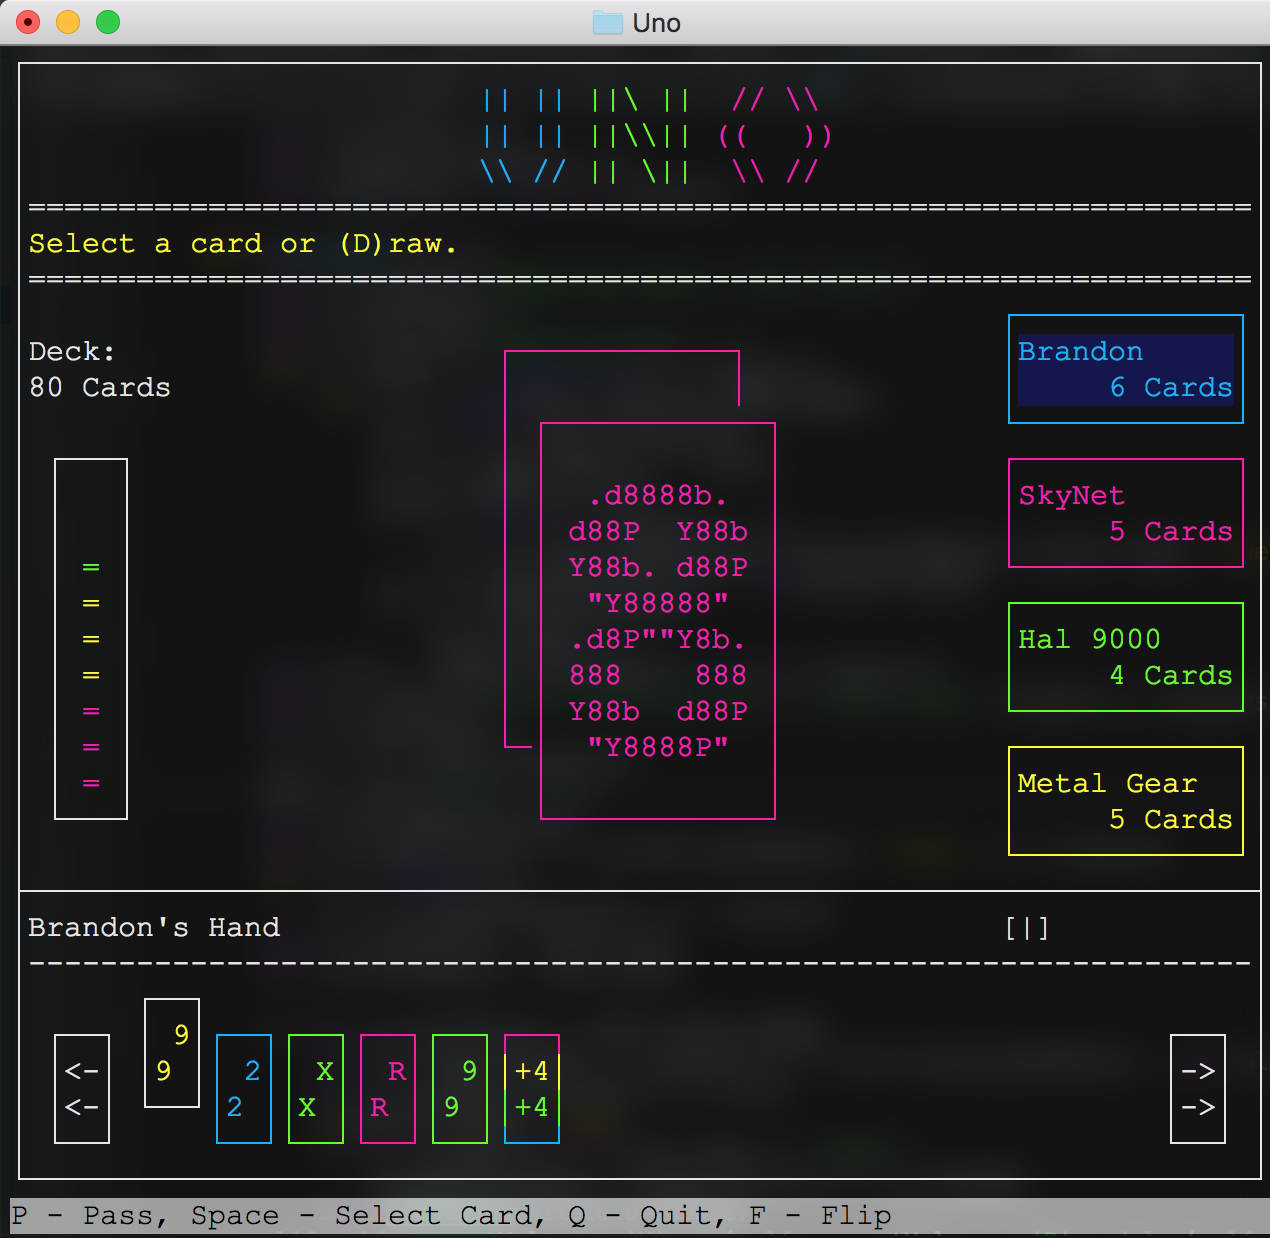 Uno
|| || ||\ || // \\
|| || ||\\|| (( ))
\\ // || \|| \\ //
====================================================================
Select a card or (D)raw.
====================================================================
Deck:
80 Cards
Brandon
6 Cards
SkyNet
5 Cards
Hal 9000
4 Cards
Metal Gear
5 Cards
=
=
=
=
=
=
=
.d8888b.
d88P  Y88b
Y88b. d88P
"Y88888"
.d8P""Y8b.
888    888
Y88b  d88P
"Y8888P"
Brandon's Hand [|]
--------------------------------------------------------------------
<- 9 2 X R 9 +4 ->
<- 9 2 X R 9 +4 ->
P - Pass, Space - Select Card, Q - Quit, F - Flip